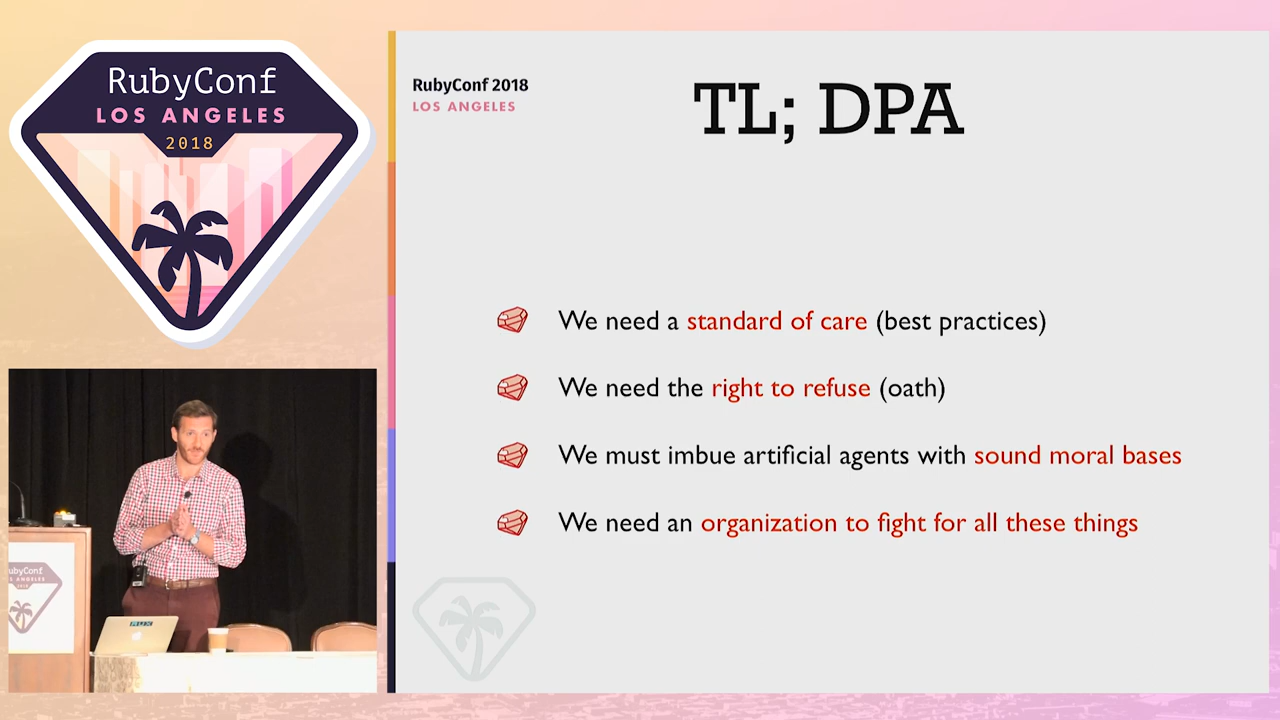 RubyConf
LOS ANGELES
2018
RubyConf 2018
LOS ANGELES
TL; DPA
We need a standard of care (best practices)
We need the right to refuse (oath)
We must imbue artificial agents with sound moral bases
We need an organization to fight for all these things